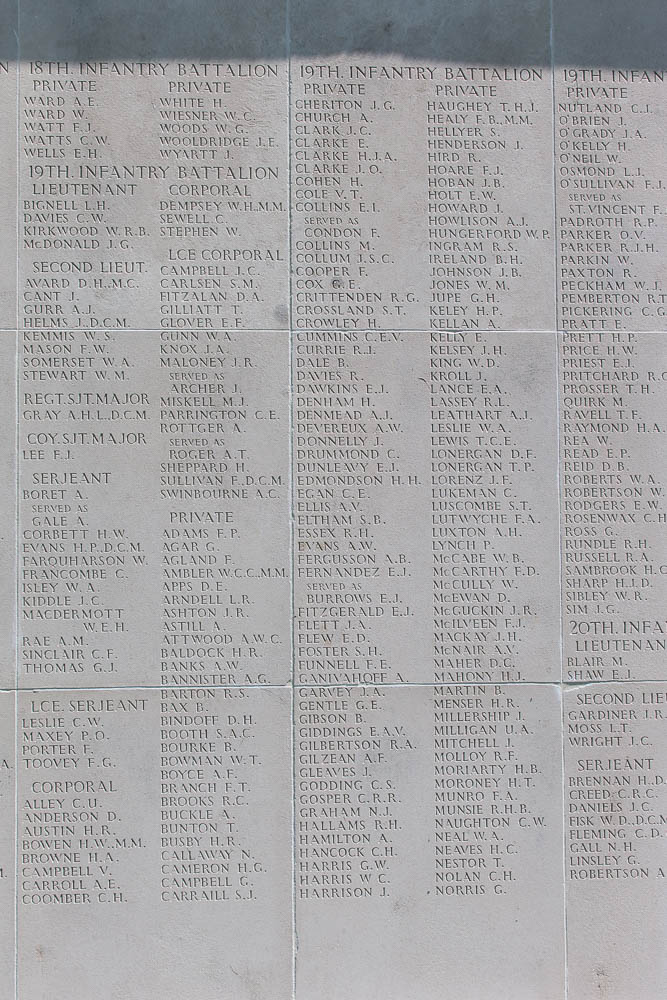 18TH. INFANTRY BATTALION
PRIVATE
WARD A.E.
WARD W.
WATT F.J.
WATTS C.W.
WELLS E.H.
PRIVATE
WHITE H.
WIESNER W.C.
WOODS W.G.
WOOLDRIDGE J.E.
WYATT J.
19TH. INFANTRY BATTALION
LIEUTENANT
BIGNELL L.H.
DAVIES C.W.
KIRKWOOD W.R.B.
McDONALD J.G.
SECOND LIEUT.
AVARD D.H.,M.C.
CANT J.
GURR A.J.
HELMS J.,D.C.M.
KEMMIS W.S.
MASON F.W.
SOMERSET W.A.
STEWART W.M.
REGT.SJT.MAJOR
GRAY A.H.L.,D.C.M.
COY.SJT.MAJOR
LEE F.J.
SERJEANT
BORET A.
SERVED AS
GALE A.
CORBETT H.W.
EVANS H.P.,D.C.M.
FARQUHARSON W.
FRANCOMBE C.
ISLEY W.A.
KIDDLE J.C.
MACDERMOTT
W.E.H.
RAE A.M.
SINCLAIR C.F.
THOMAS G.J.
LCE. SERJEANT
LESLIE C.W.
MAXEY P.O.
PORTER F.
TOOVEY F.G.
CORPORAL
ALLEY C.U.
ANDERSON D.
AUSTIN H.R.
BOWEN H.W.,M.M.
BROWNE H.A.
CAMPBELL V.
CARROLL A.E.
COOMBER C.H.
CORPORAL
DEMPSEY W.H.,M.M.
SEWELL C.
STEPHEN W.
LCE CORPORAL
CAMPBELL J.C.
CARLSEN S.M.
FITZALAN D.A.
GILLIATT T.
GLOVER E.F.
GUNN W.A.
KNOX J.A.
MALONEY J.R.
SERVED AS
ARCHER J.
MISKELL M.J.
PARRINGTON C.E.
ROTTGER A.
SERVED AS
ROGER A.T.
SHEPPARD H.
SULLIVAN F.,D.C.M.
SWINBOURNE A.C.
PRIVATE
ADAMS F.P.
AGAR G.
AGLAND F.
AMBLER W.C.C.,M.M.
APPS D.E.
ARNDELL L.R.
ASHTON J.R.
ASTILL A.
ATTWOOD A.W.C.
BALDOCK H.R.
BANKS A.W.
BANNISTER A.G.
BARTON R.S.
BAX B.
BINDOFF D.H.
BOOTH S.A.C.
BOURKE B.
BOWMAN W.T.
BOYCE A.F.
BRANCH F.T.
BROOKS R.C.
BUCKLE A.
BUNTON T.
BUSBY H.R.
CALLAWAY N.
CAMERON H.G.
CAMPBELL G.
CARRAILL S.J.
19TH. INFANTRY BATTALION
PRIVATE
CHERITON J.G.
CHURCH A.
CLARK J.C.
CLARKE E.
CLARKE H.J.A.
CLARKE J.O.
COHEN H.
COLE V.T.
COLLINS E.I.
SERVED AS
CONDON F.
COLLINS M.
COLLUM J.S.C.
COOPER F.
COX G.E.
CRITTENDEN R.G.
CROSSLAND S.T.
CROWLEY H.
CUMMINS C.E.V.
CURRIE R.J.
DALE B.
DAVIES R.
DAWKINS E.J.
DENHAM H.
DENMEAD A.J.
DEVEREUX A.W.
DONNELLY J.
DRUMMOND C.
DUNLEAVY E.J.
EDMONDSON H.H.
EGAN C.E.
ELLIS A.V.
ELTHAM S.B.
ESSEX R.H.
EVANS A.W.
FERGUSSON A.B.
FERNANDEZ E.J.
SERVED AS
BURROWS E.J.
FITZGERALD E.J.
FLETT J.A.
FLEW E.D.
FOSTER S.H.
FUNNELL F.E.
GANIVAHOFF A.
GARVEY J.A.
GENTLE G.E.
GIBSON B.
GIDDINGS E.A.V.
GILBERTSON R.A.
GILZEAN A.F.
GLEAVES J.
GODDING C.S.
GOSPER C.R.R.
GRAHAM N.J.
HALLAMS R.H.
HAMILTON A.
HANCOCK C.H.
HARRIS G.W.
HARRIS W.C.
HARRISON J.
PRIVATE
HAUGHEY T.H.J.
HEALY F.B.,M.M.
HELLYER S.
HENDERSON J.
HIRD R.
HOARE F.J.
HOBAN J.B.
HOLT E.W.
HOWARD J.
HOWLISON A.J.
HUNGERFORD W.P.
INGRAM R.S.
IRELAND B.H.
JOHNSON J.B.
JONES W.M.
JUPE G.H.
KELEY H.P.
KELLAN A.
KELLY E.
KELSEY J.H.
KING W.D.
KROLL J.
LANCE E.A.
LASSEY R.L.
LEATHART A.J.
LESLIE W.A.
LEWIS T.C.E.
LONERGAN D.F.
LONERGAN T.P.
LORENZ J.F.
LUKEMAN C.
LUSCOMBE S.T.
LUTWYCHE F.A.
LUXTON A.H.
LYNCH P.
McCABE W.B.
McCARTHY F.D.
McCULLY W.
McEWAN D.
McGUCKIN J.R.
McILVEEN F.J.
MACKAY J.H.
McNAIR A.V.
MAHER D.C.
MAHONY H.J.
MARTIN B.
MENSER H.R.
MILLERSHIP J.
MILLIGAN U.A.
MITCHELL J.
MOLLOY R.F.
MORIARTY H.B.
MORONEY H.T.
MUNRO F.A.
MUNSIE R.H.B.
NAUGHTON C.W.
NEAL W.A.
NEAVES H.C.
NESTOR T.
NOLAN C.H.
NORRIS G.
19TH. INFAN
PRIVATE
NUTLAND C.J.
O'BRIEN J.
O'GRADY J.A.
O'KELLY H.
O'NEIL W.
OSMOND L.J.
O'SULLIVAN F.J.
SERVED AS
ST.VINCENT F.
PADROTH R.P.
PARKER O.V.
PARKER R.J.H.
PARKIN W.
PAXTON R.
PECKHAM W.J.
PEMBERTON R.T
PICKERING C.G
PRATT E.
PRETT H.P.
PRICE H.W.
PRIEST E.J.
PRITCHARD R.C
PROSSER T.H.
QUIRK M.
RAVELL T.F.
RAYMOND H.A.
REA W.
READ E.P.
REID D.B.
ROBERTS W.A.
ROBERTSON W.
RODGERS E.W.
ROSENWAX C.H
ROSS G.
RUNDLE R.H.
RUSSELL R.A.
SAMBROOK H.C
SHARP H.J.D.
SIBLEY W.R.
SIM J.G.
20TH. INFA
LIEUTENANT
BLAIR M.
SHAW E.J.
SECOND LIEU
GARDINER J.R.
MOSS L.T.
WRIGHT J.C.
SERJEANT
BRENNAN H.D.
CREED C.R.C.
DANIELS J.C.
FISK W.D.,D.C.M
FLEMING C.D.
GALL N.H.
LINSLEY G.
ROBERTSON A